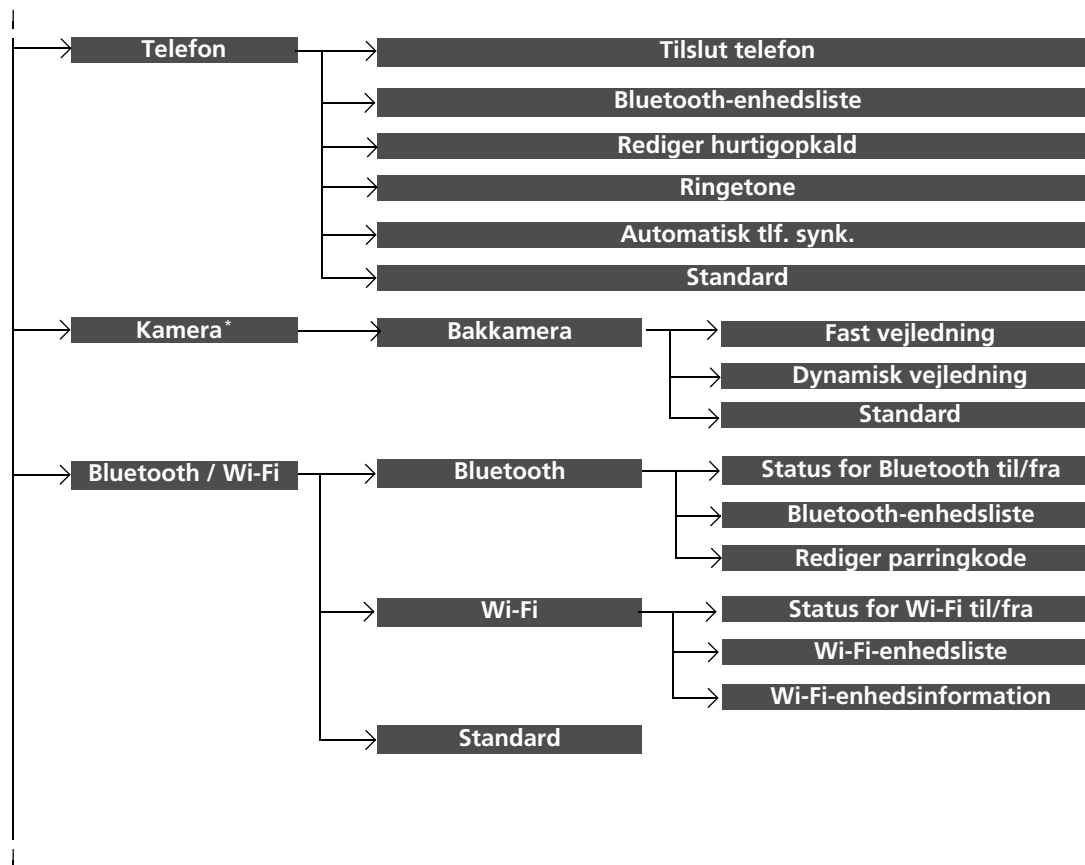 Telefon
Tilslut telefon
Bluetooth-enhedsliste
Rediger hurtigopkald
Ringetone
Automatisk tlf. synk.
Standard
Kamera*
Bakkamera
Fast vejledning
Dynamisk vejledning
Standard
Bluetooth / Wi-Fi
Bluetooth
Status for Bluetooth til/fra
Bluetooth-enhedsliste
Rediger parringkode
Wi-Fi
Status for Wi-Fi til/fra
Wi-Fi-enhedsliste
Wi-Fi-enhedsinformation
Standard